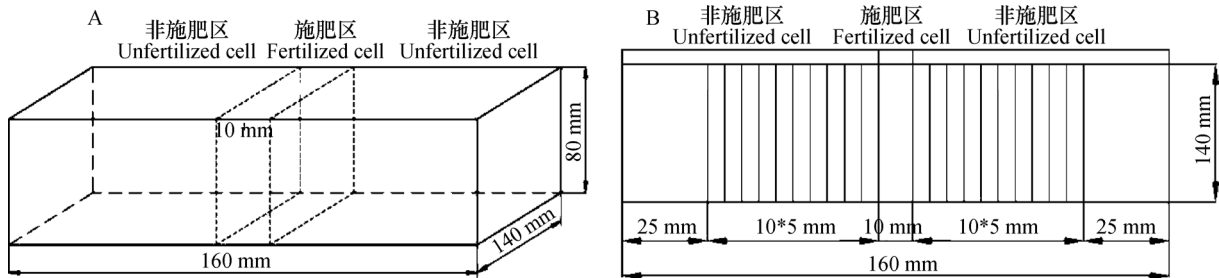 A
非施肥区 施肥区 非施肥区
Unfertilized cell Fertilized cell Unfertilized cell
10 mm
80 mm
140 mm
160 mm
B
非施肥区 施肥区 非施肥区
Unfertilized cell Fertilized cell Unfertilized cell
140 mm
25 mm 10*5 mm 10 mm 10*5 mm 25 mm
160 mm